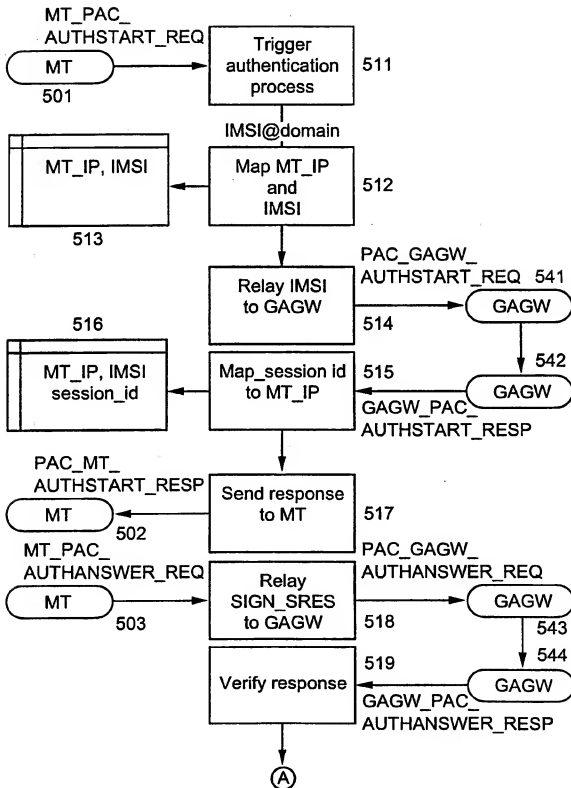 MT_PAC_
AUTHSTART_REQ
MT
501
Trigger
authentication
process
511
IMSI@domain
MT_IP, IMSI
513
Map MT_IP
and
IMSI
512
PAC_GAGW_
AUTHSTART_REQ
541
Relay IMSI
to GAGW
514
GAGW
516
542
MT_IP, IMSI
session_id
Map_session id
to MT_IP
515
GAGW
GAGW_PAC_
AUTHSTART_RESP
PAC_MT_
AUTHSTART_RESP
MT
502
Send response
to MT
517
MT_PAC_
AUTHANSWER_REQ
MT
503
Relay
SIGN_SRES
to GAGW
518
PAC_GAGW_
AUTHANSWER_REQ
GAGW
543
544
Verify response
519
GAGW
GAGW_PAC_
AUTHANSWER_RESP
A